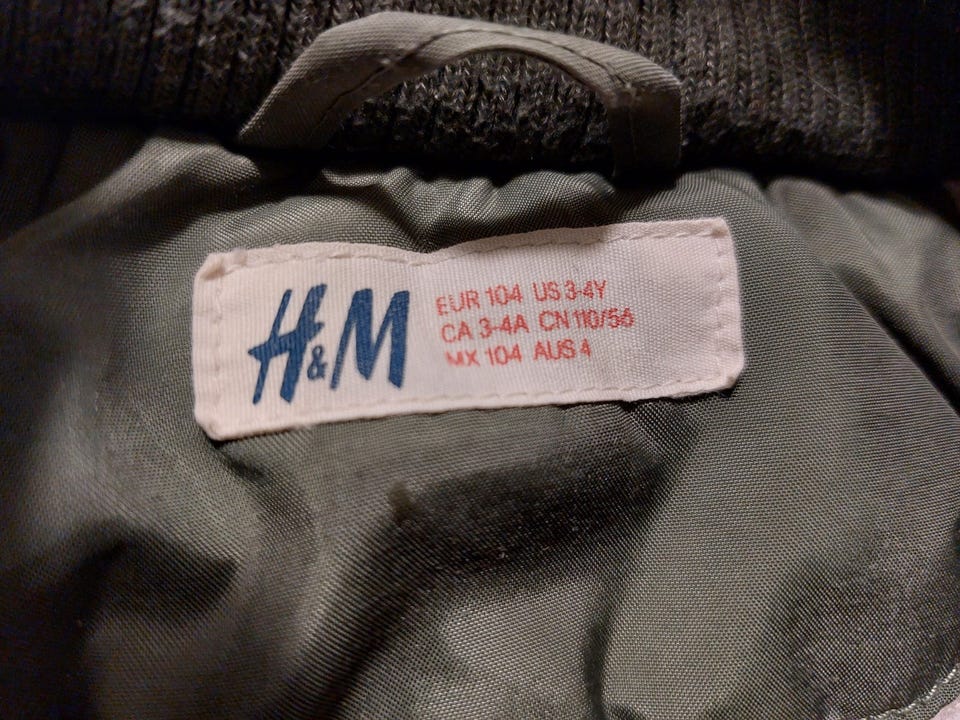 H&M
EUR 104 US 3-4Y
CA 3-4A CN 110/56
MX 104 AUS 4